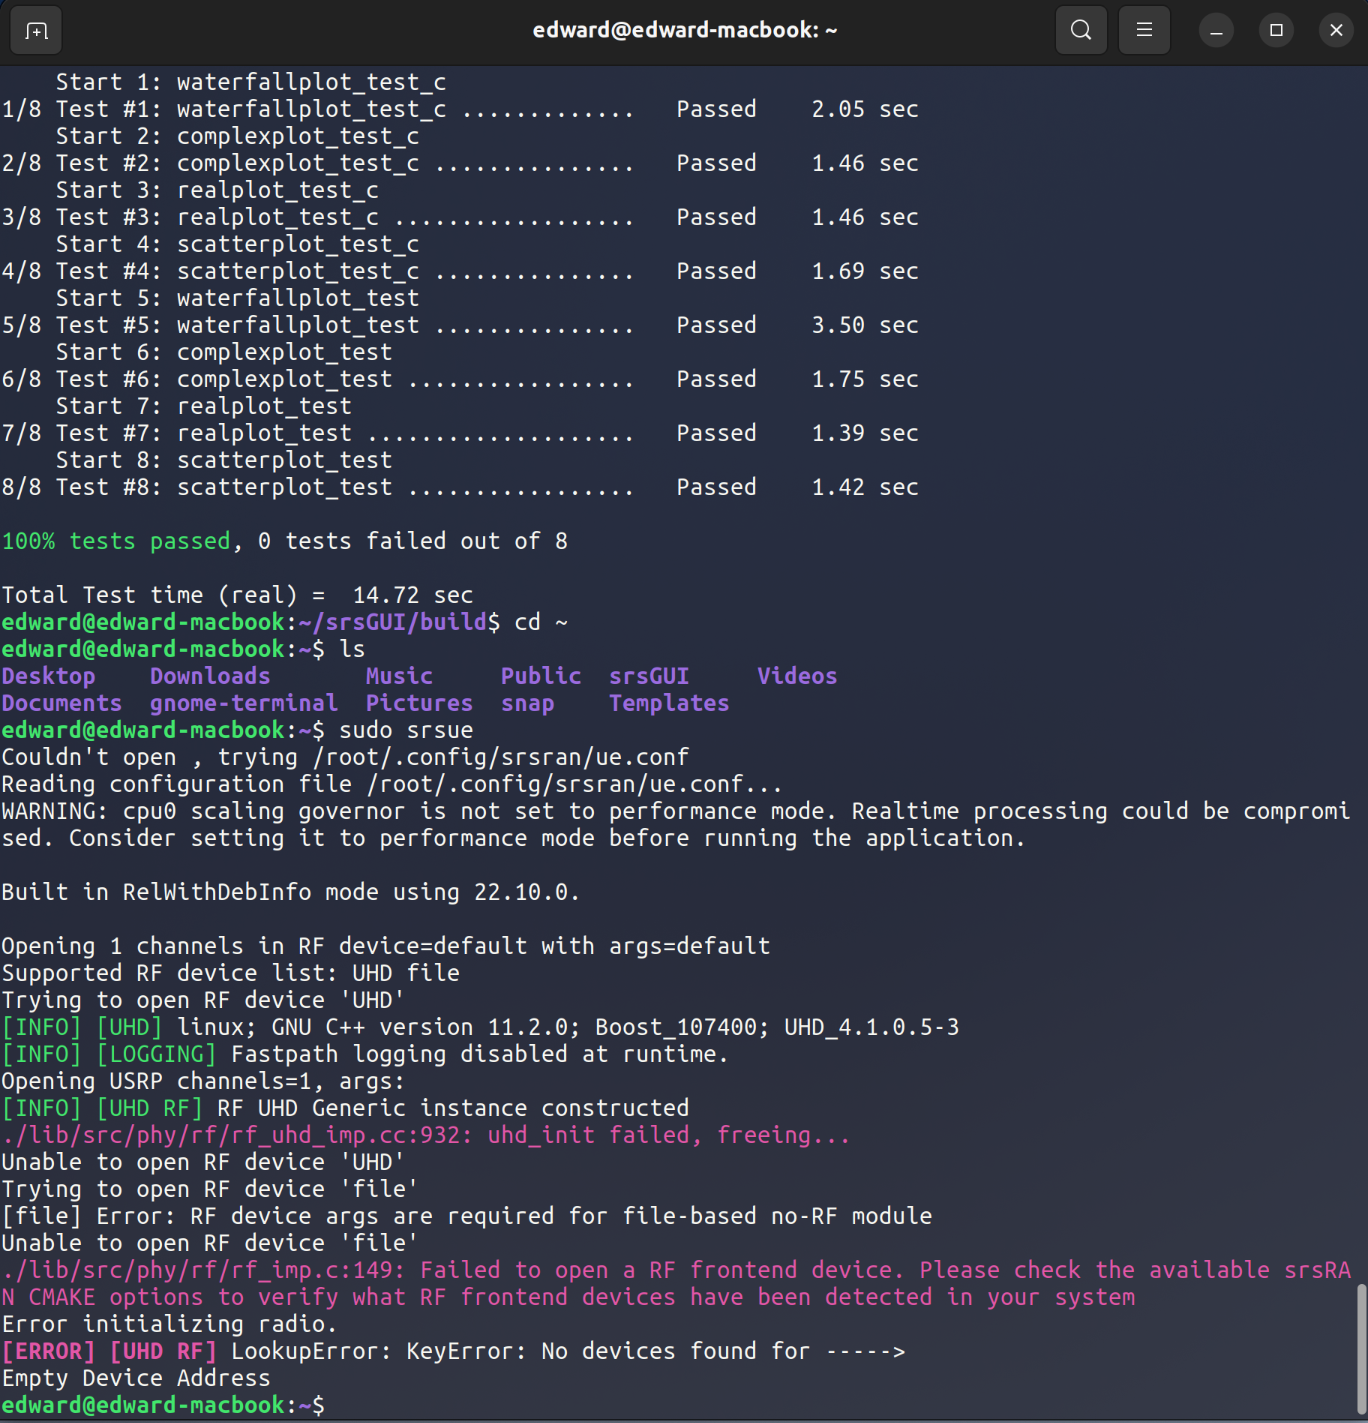 edward@edward-macbook: ~
Start 1: waterfallplot_test_c
1/8 Test #1: waterfallplot_test_c .............   Passed    2.05 sec
Start 2: complexplot_test_c
2/8 Test #2: complexplot_test_c ...............   Passed    1.46 sec
Start 3: realplot_test_c
3/8 Test #3: realplot_test_c ..................   Passed    1.46 sec
Start 4: scatterplot_test_c
4/8 Test #4: scatterplot_test_c ...............   Passed    1.69 sec
Start 5: waterfallplot_test
5/8 Test #5: waterfallplot_test ...............   Passed    3.50 sec
Start 6: complexplot_test
6/8 Test #6: complexplot_test .................   Passed    1.75 sec
Start 7: realplot_test
7/8 Test #7: realplot_test ....................   Passed    1.39 sec
Start 8: scatterplot_test
8/8 Test #8: scatterplot_test .................   Passed    1.42 sec
100% tests passed, 0 tests failed out of 8
Total Test time (real) =  14.72 sec
edward@edward-macbook:~/srsGUI/build$ cd ~
edward@edward-macbook:~$ ls
Desktop    Downloads       Music     Public  srsGUI     Videos
Documents  gnome-terminal  Pictures  snap    Templates
edward@edward-macbook:~$ sudo srsue
Couldn't open , trying /root/.config/srsran/ue.conf
Reading configuration file /root/.config/srsran/ue.conf...
WARNING: cpu0 scaling governor is not set to performance mode. Realtime processing could be compromi
sed. Consider setting it to performance mode before running the application.
Built in RelWithDebInfo mode using 22.10.0.
Opening 1 channels in RF device=default with args=default
Supported RF device list: UHD file
Trying to open RF device 'UHD'
[INFO] [UHD] linux; GNU C++ version 11.2.0; Boost_107400; UHD_4.1.0.5-3
[INFO] [LOGGING] Fastpath logging disabled at runtime.
Opening USRP channels=1, args:
[INFO] [UHD RF] RF UHD Generic instance constructed
./lib/src/phy/rf/rf_uhd_imp.cc:932: uhd_init failed, freeing...
Unable to open RF device 'UHD'
Trying to open RF device 'file'
[file] Error: RF device args are required for file-based no-RF module
Unable to open RF device 'file'
./lib/src/phy/rf/rf_imp.c:149: Failed to open a RF frontend device. Please check the available srsRA
N CMAKE options to verify what RF frontend devices have been detected in your system
Error initializing radio.
[ERROR] [UHD RF] LookupError: KeyError: No devices found for ----->
Empty Device Address
edward@edward-macbook:~$